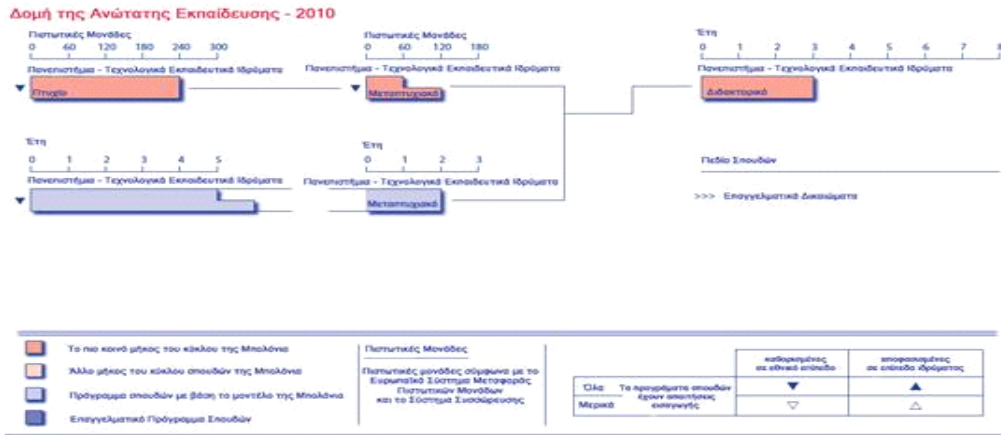 Δομή της Ανώτατης Εκπαίδευσης - 2010
Πιστωτικές Μονάδες
0 60 120 180 240 300
Πανεπιστήμια - Τεχνολογικά Εκπαιδευτικά Ιδρύματα
Πτυχίο
Πιστωτικές Μονάδες
0 60 120 180
Πανεπιστήμια - Τεχνολογικά Εκπαιδευτικά Ιδρύματα
Μεταπτυχιακό
Έτη
0 1 2 3 4 5 6 7 8
Πανεπιστήμια - Τεχνολογικά Εκπαιδευτικά Ιδρύματα
Διδακτορικό
Έτη
0 1 2 3 4 5
Πανεπιστήμια - Τεχνολογικά Εκπαιδευτικά Ιδρύματα
Έτη
0 1 2 3
Πανεπιστήμια - Τεχνολογικά Εκπαιδευτικά Ιδρύματα
Μεταπτυχιακό
Πεδίο Σπουδών
>>> Επαγγελματικά Δικαιώματα
Το πιο κοινό μήκος του κύκλου της Μπολόνια
Άλλο μήκος του κύκλου σπουδών της Μπολόνια
Πρόγραμμα σπουδών με βάση το μοντέλο της Μπολόνια
Επαγγελματικό Πρόγραμμα Σπουδών
Πιστωτικές Μονάδες
Πιστωτικές μονάδες σύμφωνα με το
Ευρωπαϊκό Σύστημα Μεταφοράς
Πιστωτικών Μονάδων
και το Σύστημα Συσσώρευσης
καθορισμένος
σε εθνικό επίπεδο
αποφασισμένος
σε επίπεδο ιδρύματος
Όλα
Μερικά
Τα προγράμματα σπουδών
έχουν απαιτήσεις
εισαγωγής